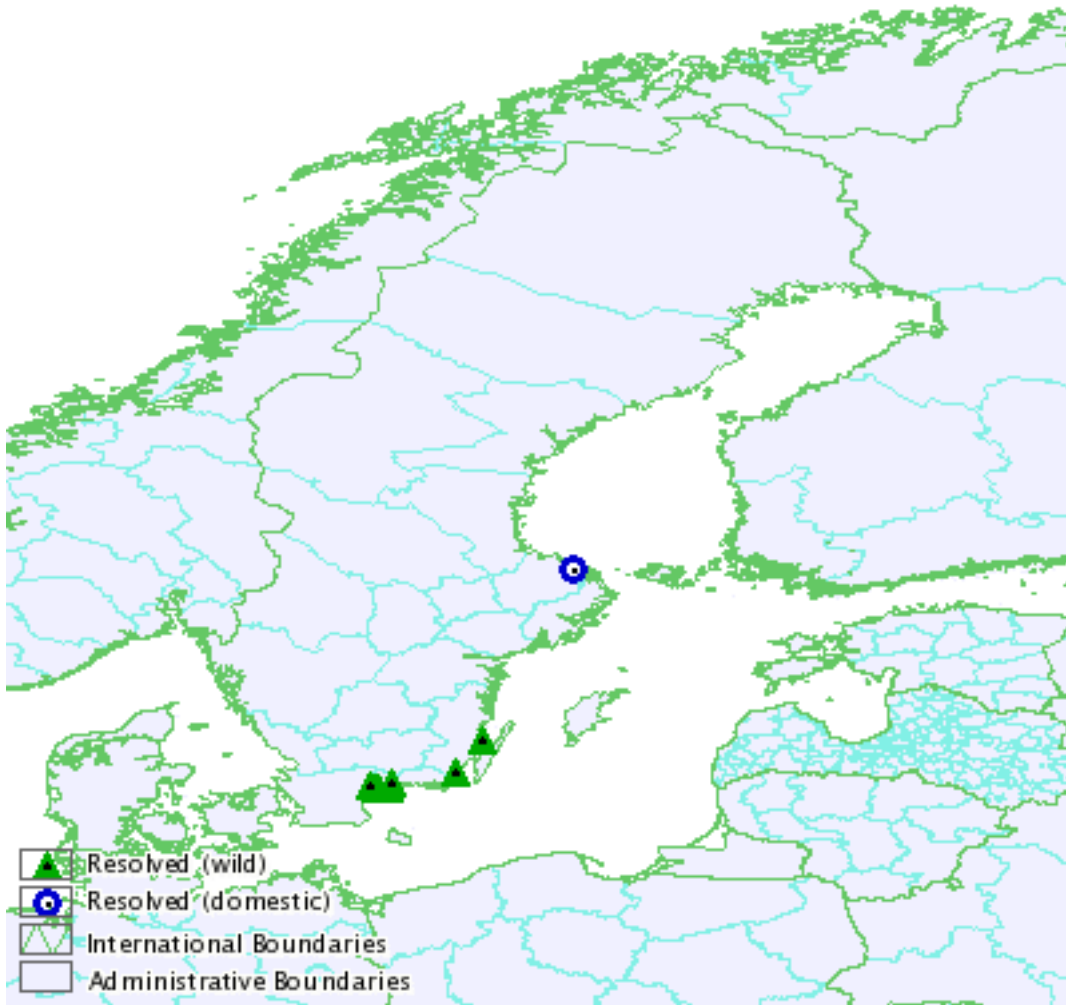 Resolved (wild)
Resolved (domestic)
International Boundaries
Administrative Boundaries